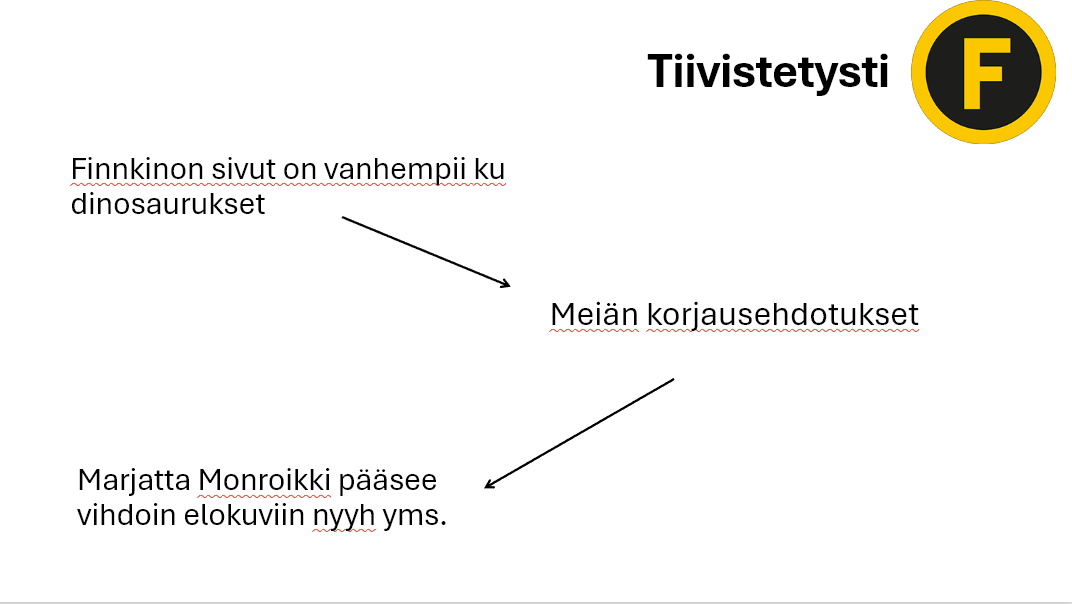 Tiivistetysti
F
Finnkinon sivut on vanhempii ku
dinosaurukset
Meiän korjausehdotukset
Marjatta Monroikki pääsee
vihdoin elokuviin nyyh yms.